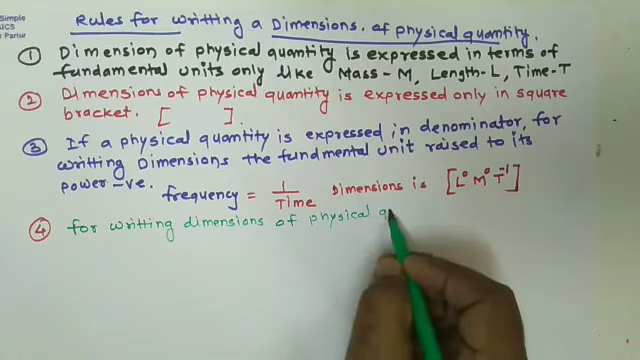 Simple
Rules for writting a Dimensions. of physical quantity.
ICS
r Partur
① Dimension of physical quantity is expressed in terms of
fundamental units only like Mass-M, Length-L, Time-T
② Dimensions of physical quantity is expressed only in square
bracket. [ ]
③ If a physical quantity is expressed in denominator, for
writting Dimensions the fundmental unit raised to its
power -ve. frequency = 1/Time Dimensions is [L⁰ M⁰ T⁻¹]
④ for writting dimensions of physical q